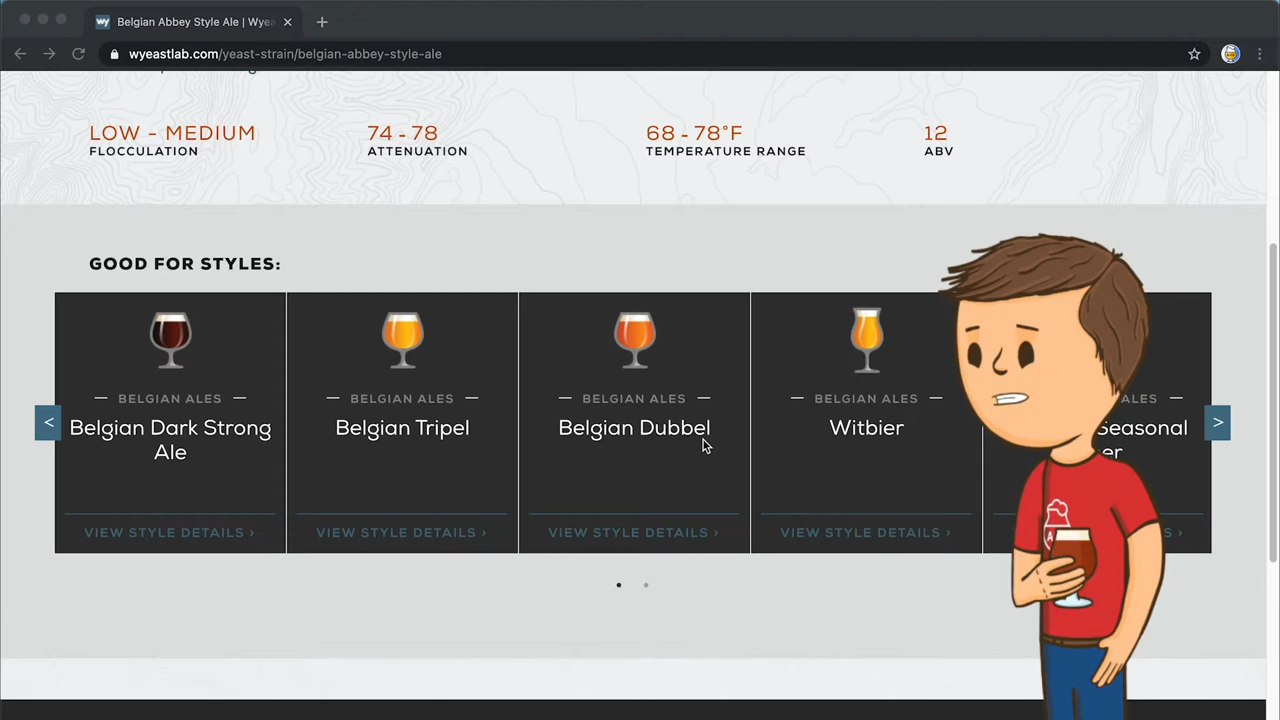 wy Belgian Abbey Style Ale | Wyea
wyeastlab.com/yeast-strain/belgian-abbey-style-ale
LOW - MEDIUM
FLOCCULATION
74 - 78
ATTENUATION
68 - 78°F
TEMPERATURE RANGE
12
ABV
GOOD FOR STYLES:
BELGIAN ALES
Belgian Dark Strong
Ale
VIEW STYLE DETAILS >
BELGIAN ALES
Belgian Tripel
VIEW STYLE DETAILS >
BELGIAN ALES
Belgian Dubbel
VIEW STYLE DETAILS >
BELGIAN ALES
Witbier
VIEW STYLE DETAILS >
ALES
Seasonal
er
S >
<
>